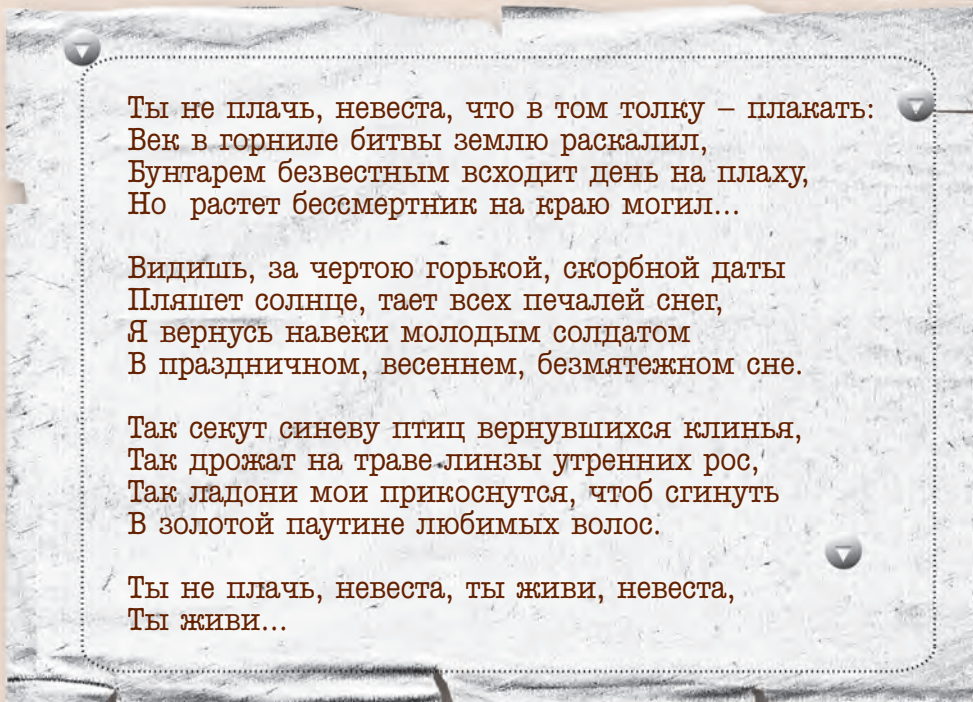 Ты не плачь, невеста, что в том толку – плакать:
Век в горниле битвы землю раскалил,
Бунтарем безвестным всходит день на плаху,
Но растет бессмертник на краю могил...
Видишь, за чертою горькой, скорбной даты
Пляшет солнце, тает всех печалей снег,
Я вернусь навеки молодым солдатом
В праздничном, весеннем, безмятежном сне.
Так секут синеву птиц вернувшихся клинья,
Так дрожат на траве линзы утренних рос,
Так ладони мои прикоснутся, чтоб сгинуть
В золотой паутине любимых волос.
Ты не плачь, невеста, ты живи, невеста,
Ты живи...